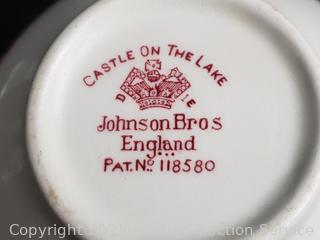 CASTLE ON THE LAKE
D E
Johnson Bros
England
PAT. No 118580